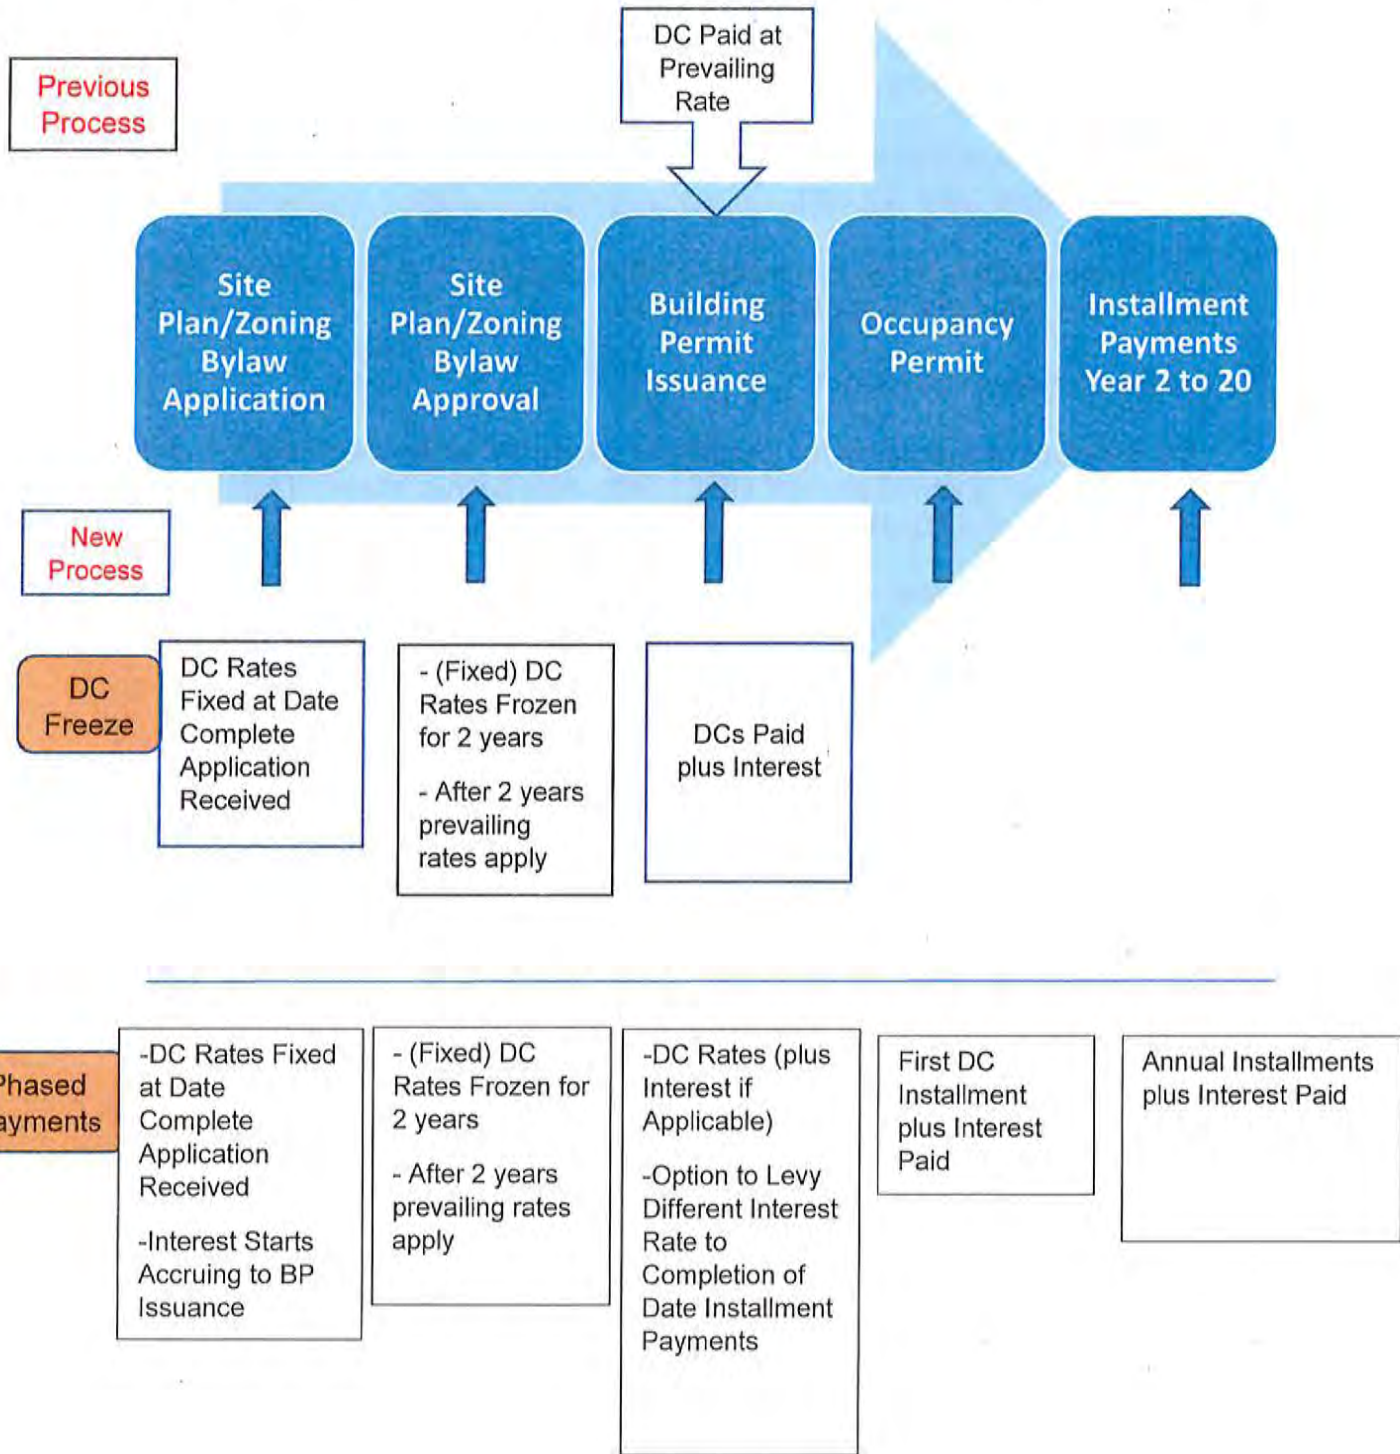 DC Paid at
Prevailing
Rate
Previous
Process
Site
Plan/Zoning
Bylaw
Application
Site
Plan/Zoning
Bylaw
Approval
Building
Permit
Issuance
Occupancy
Permit
Installment
Payments
Year 2 to 20
New
Process
DC
Freeze
DC Rates
Fixed at Date
Complete
Application
Received
- (Fixed) DC
Rates Frozen
for 2 years
- After 2 years
prevailing
rates apply
DCs Paid
plus Interest
Phased
ayments
-DC Rates Fixed
at Date
Complete
Application
Received
-Interest Starts
Accruing to BP
Issuance
- (Fixed) DC
Rates Frozen for
2 years
- After 2 years
prevailing rates
apply
-DC Rates (plus
Interest if
Applicable)
-Option to Levy
Different Interest
Rate to
Completion of
Date Installment
Payments
First DC
Installment
plus Interest
Paid
Annual Installments
plus Interest Paid